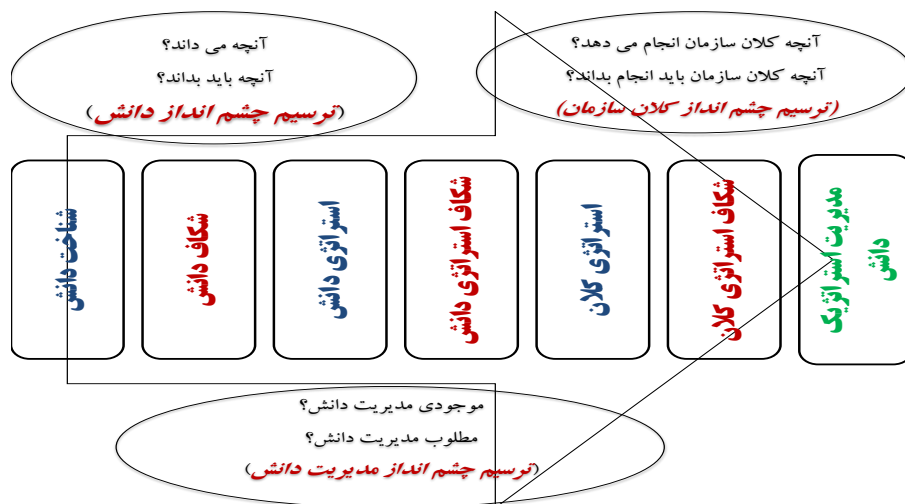 آنچه کلان سازمان انجام می دهد؟
آنچه کلان سازمان باید انجام بداند؟
(ترسیم چشم انداز کلان سازمان)
آنچه می داند؟
آنچه باید بداند؟
(ترسیم چشم انداز دانش)
مدیریت استراتژیک
دانش
شکاف استراتژی کلان
استراتژی کلان
شکاف استراتژی دانش
استراتژی دانش
شکاف دانش
شناخت دانش
موجودی مدیریت دانش؟
مطلوب مدیریت دانش؟
(ترسیم چشم انداز مدیریت دانش)